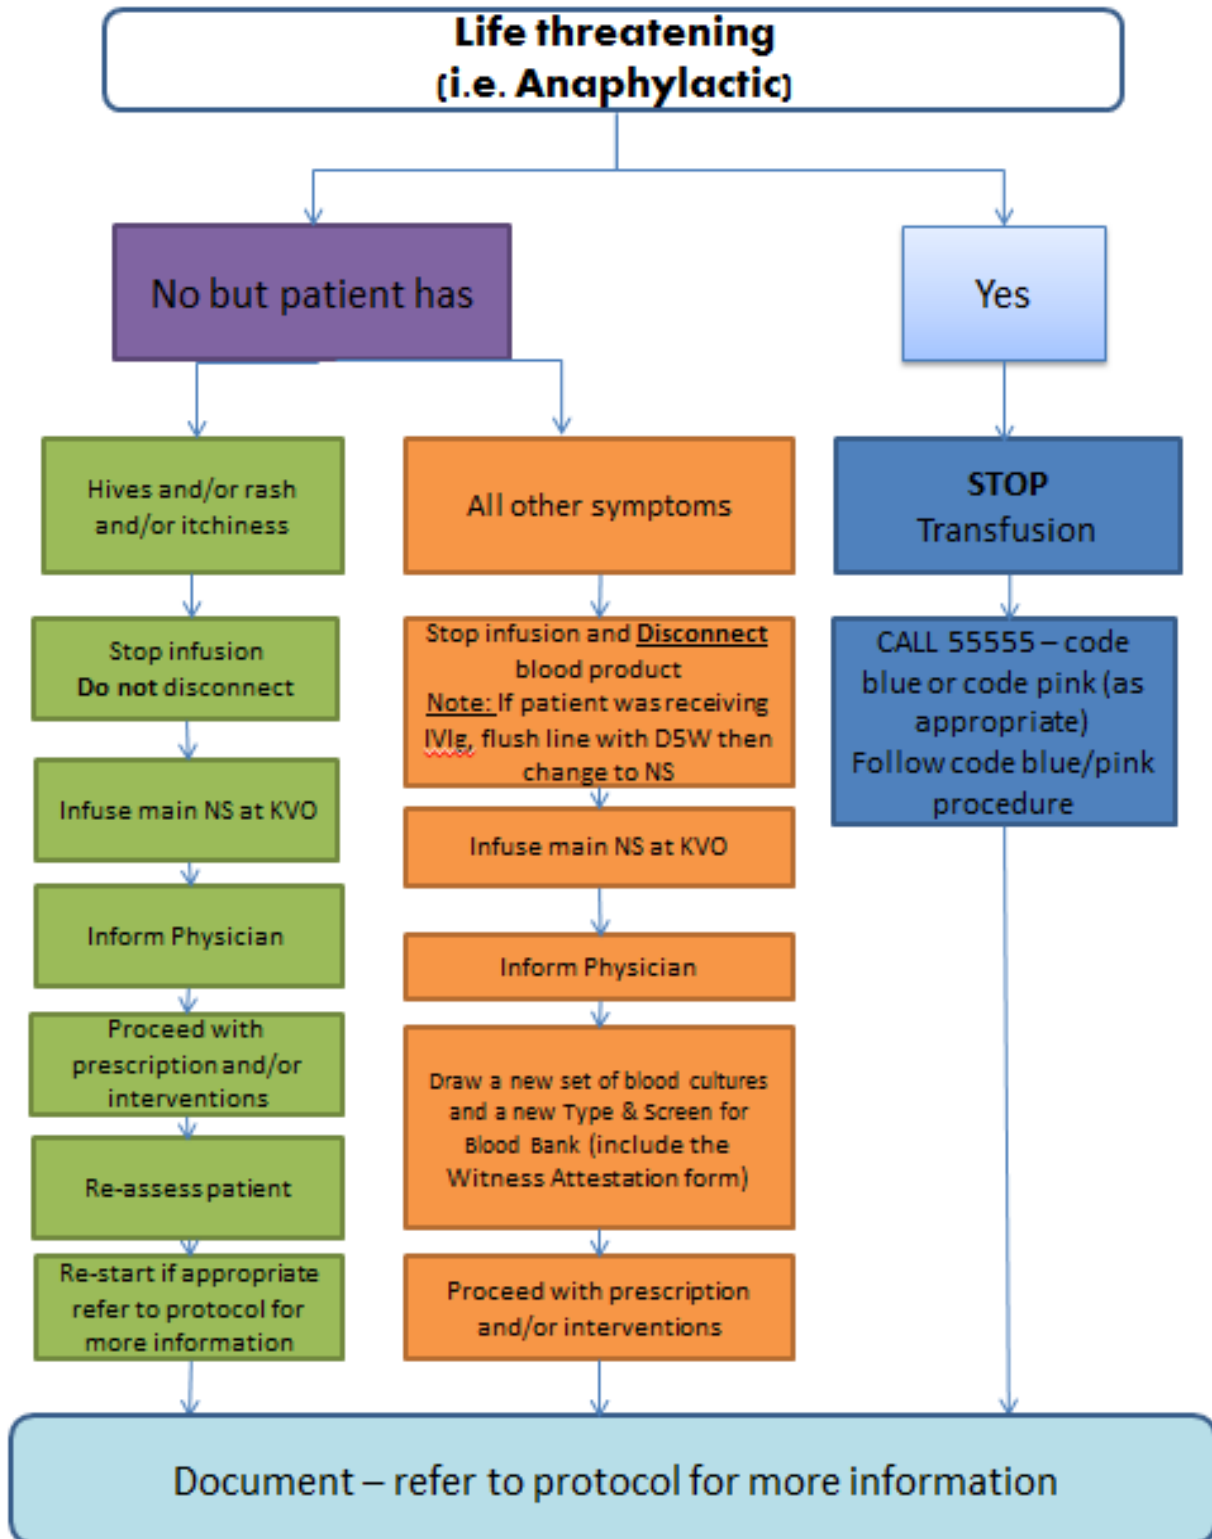 Life threatening
(i.e. Anaphylactic)
No but patient has
Yes
Hives and/or rash
and/or itchiness
Stop infusion
Do not disconnect
Infuse main NS at KVO
Inform Physician
Proceed with
prescription and/or
interventions
Re-assess patient
Re-start if appropriate
refer to protocol for
more information
All other symptoms
Stop infusion and Disconnect
blood product
Note: If patient was receiving
IVIg, flush line with D5W then
change to NS
Infuse main NS at KVO
Inform Physician
Draw a new set of blood cultures
and a new Type & Screen for
Blood Bank (include the
Witness Attestation form)
Proceed with prescription
and/or interventions
STOP
Transfusion
CALL 55555 – code
blue or code pink (as
appropriate)
Follow code blue/pink
procedure
Document – refer to protocol for more information